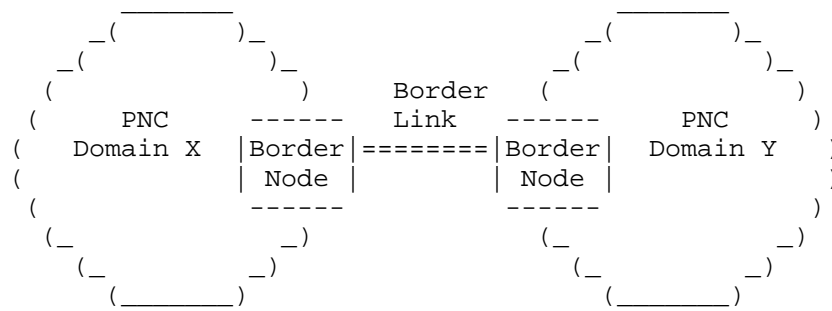 Border
PNC Link PNC
Domain X Border ======== Border Domain Y
Node Node